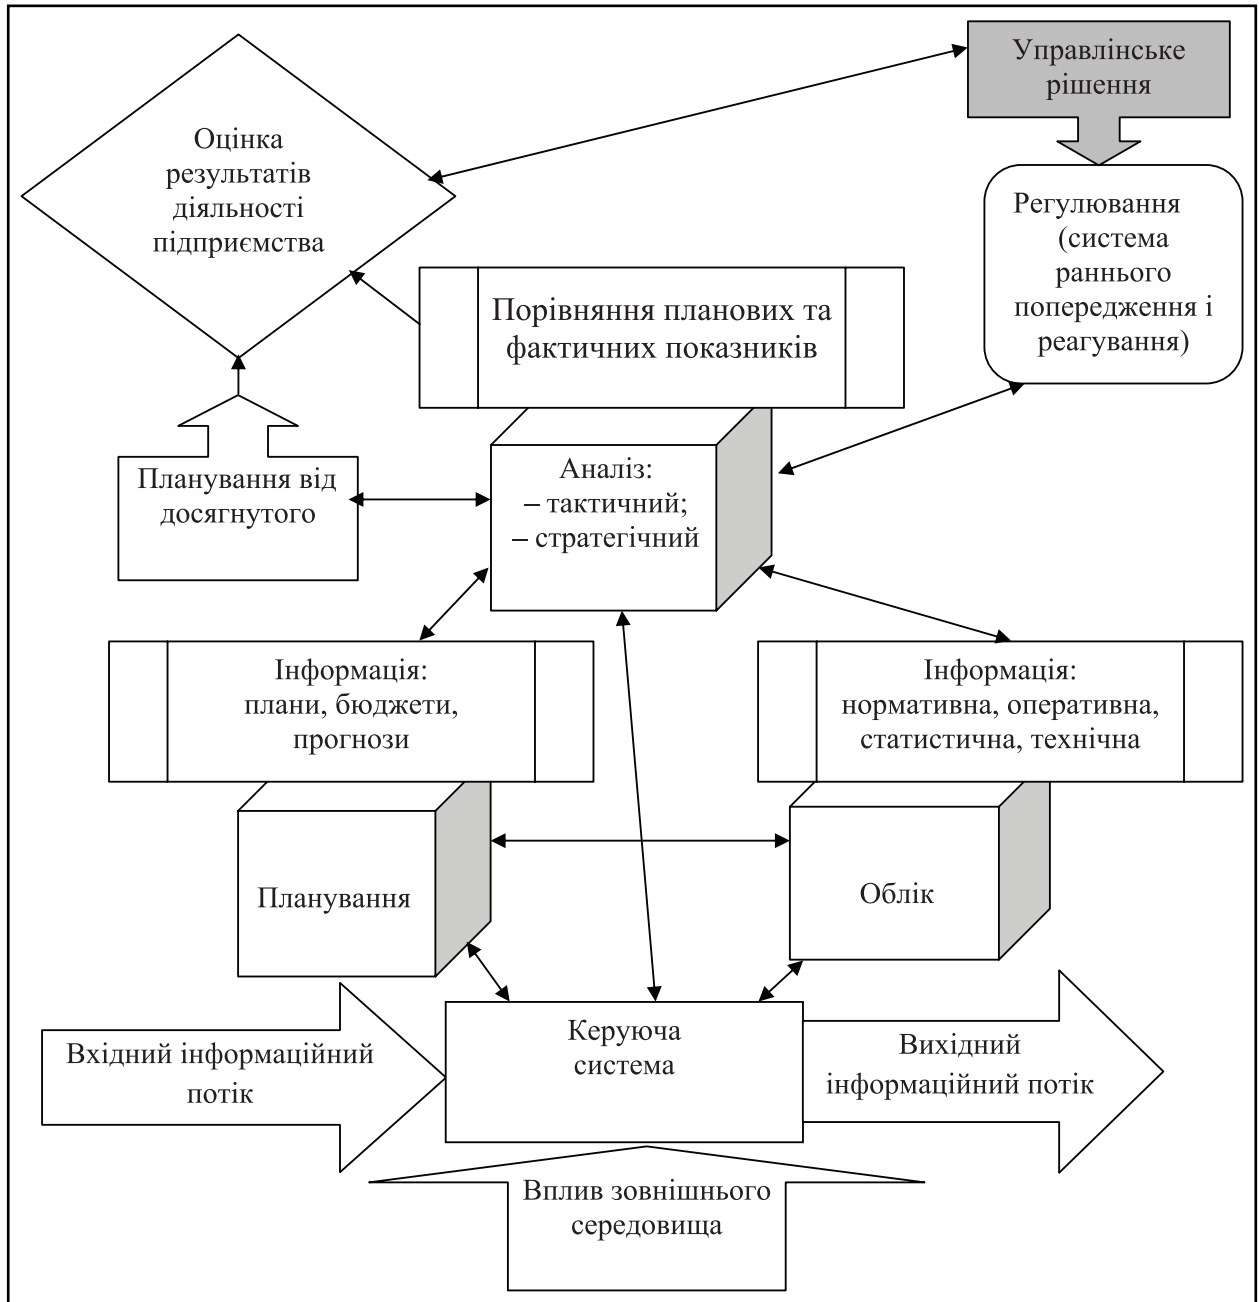 Управлінське
рішення
Оцінка
результатів
діяльності
підприємства
Регулювання
(система
раннього
попередження і
реагування)
Порівняння планових та
фактичних показників
Планування від
досягнутого
Аналіз:
– тактичний;
– стратегічний
Інформація:
плани, бюджети,
прогнози
Інформація:
нормативна, оперативна,
статистична, технічна
Планування
Облік
Вхідний інформаційний
потік
Керуюча
система
Вихідний
інформаційний потік
Вплив зовнішнього
середовища